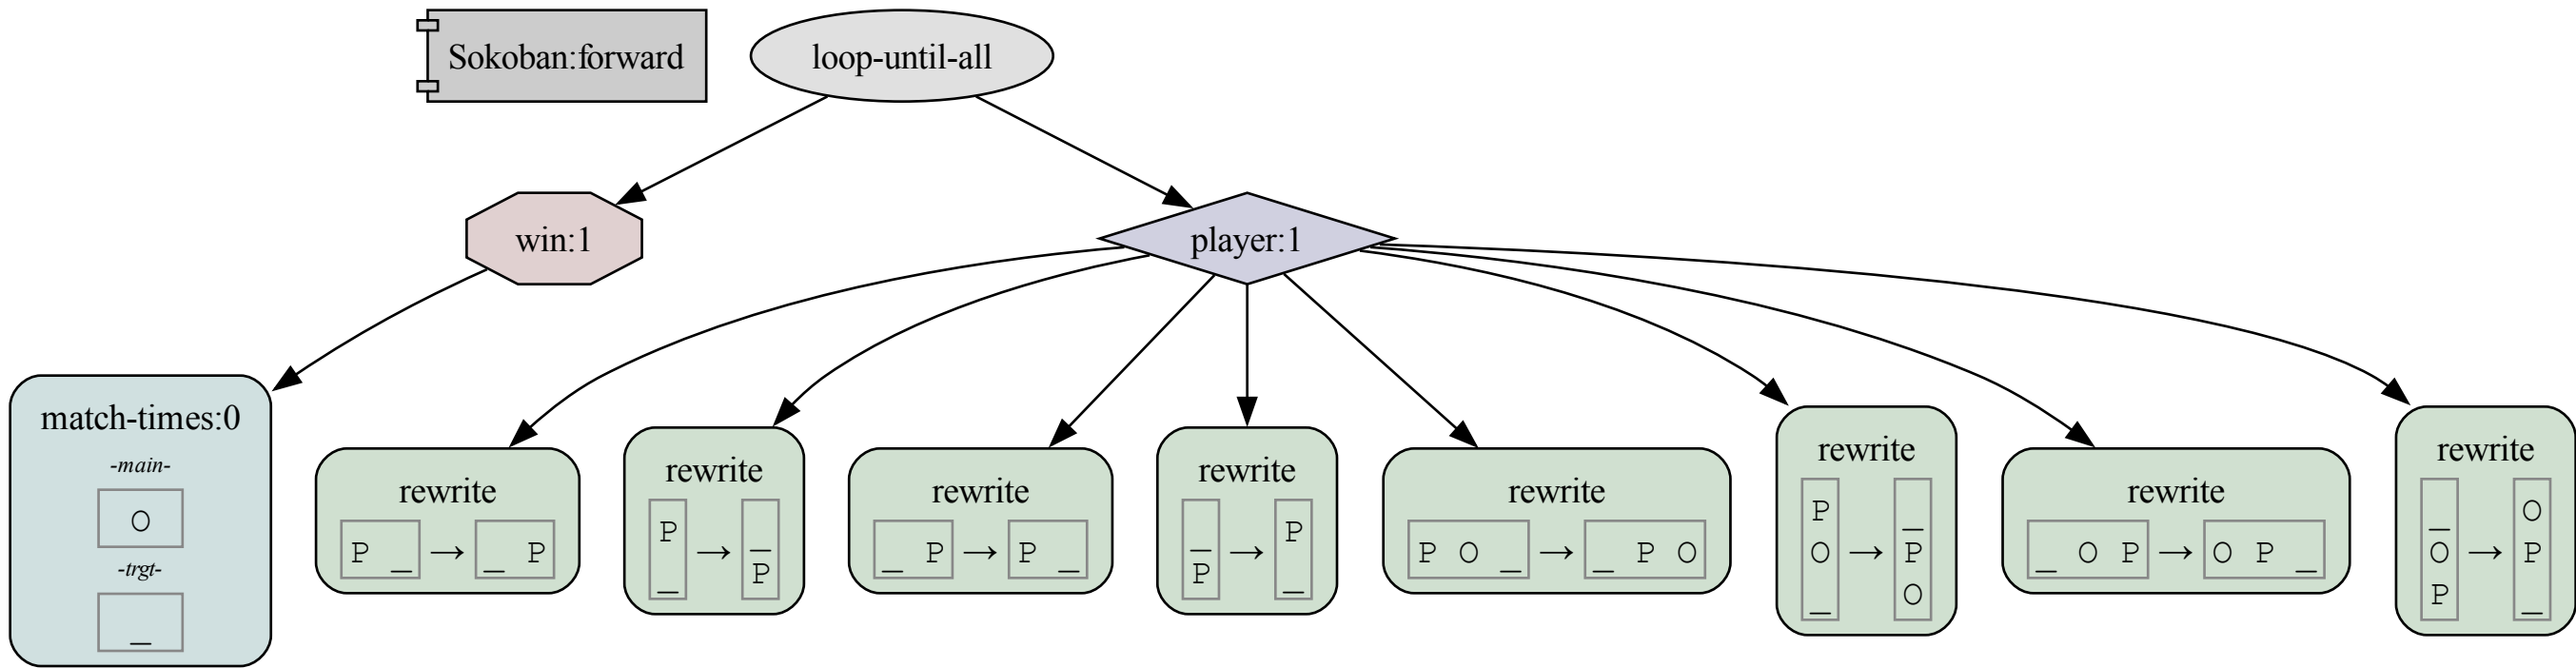 Sokoban:forward
loop-until-all
win:1
player:1
match-times:0
-main-
O
-trgt-
_
rewrite
P _ → _ P
rewrite
P
_
→
_
P
rewrite
_ P → P _
rewrite
_
P
→
P
_
rewrite
P O _ → _ P O
rewrite
P
O
_
→
_
P
O
rewrite
_ O P → O P _
rewrite
_
O
P
→
O
P
_